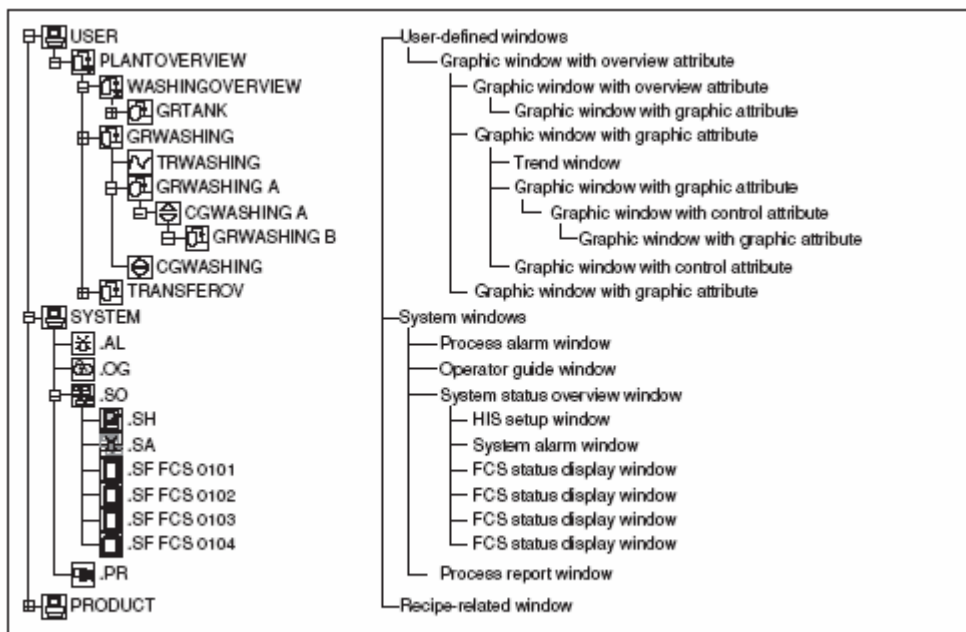 USER User-defined windows
PLANTOVERVIEW Graphic window with overview attribute
WASHINGOVERVIEW Graphic window with overview attribute
GRTANK Graphic window with graphic attribute
GRWASHING Graphic window with graphic attribute
TRWASHING Trend window
GRWASHING A Graphic window with graphic attribute
CGWASHING A Graphic window with control attribute
GRWASHING B Graphic window with graphic attribute
CGWASHING Graphic window with control attribute
TRANSFEROV Graphic window with graphic attribute
SYSTEM System windows
.AL Process alarm window
.OG Operator guide window
.SO System status overview window
.SH HIS setup window
.SA System alarm window
.SF FCS 0101 FCS status display window
.SF FCS 0102 FCS status display window
.SF FCS 0103 FCS status display window
.SF FCS 0104 FCS status display window
.PR Process report window
PRODUCT Recipe-related window